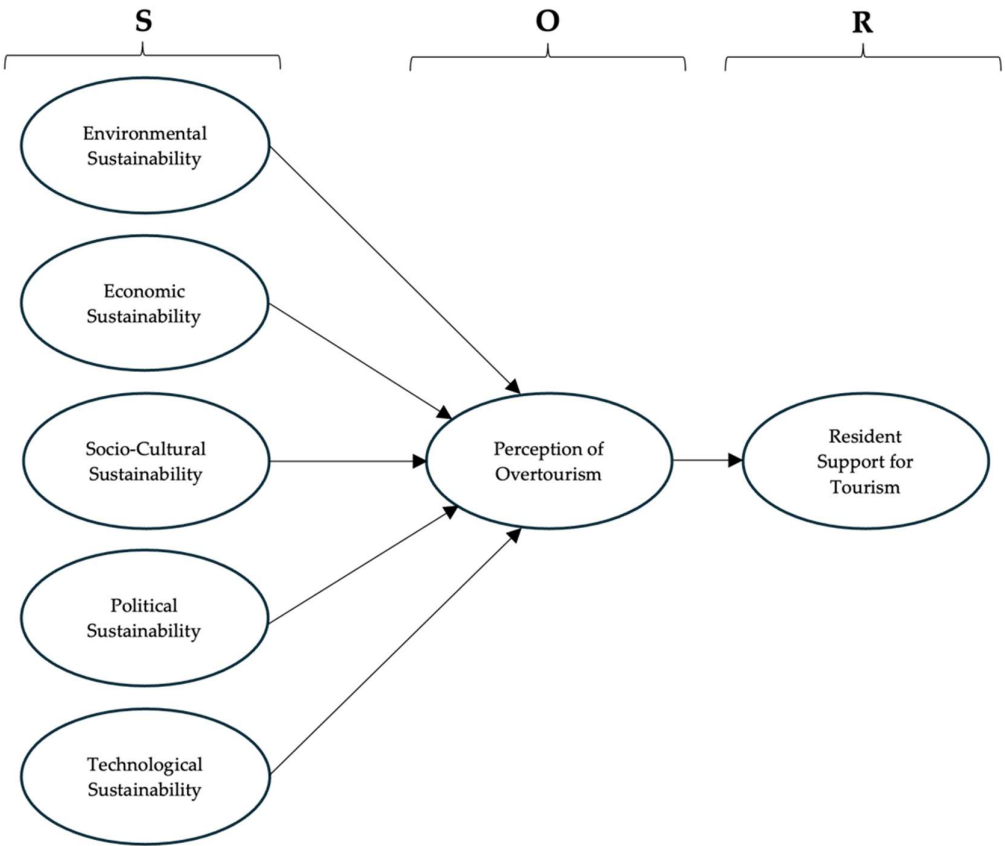 S
O
R
Environmental
Sustainability
Economic
Sustainability
Socio-Cultural
Sustainability
Political
Sustainability
Technological
Sustainability
Perception of
Overtourism
Resident
Support for
Tourism